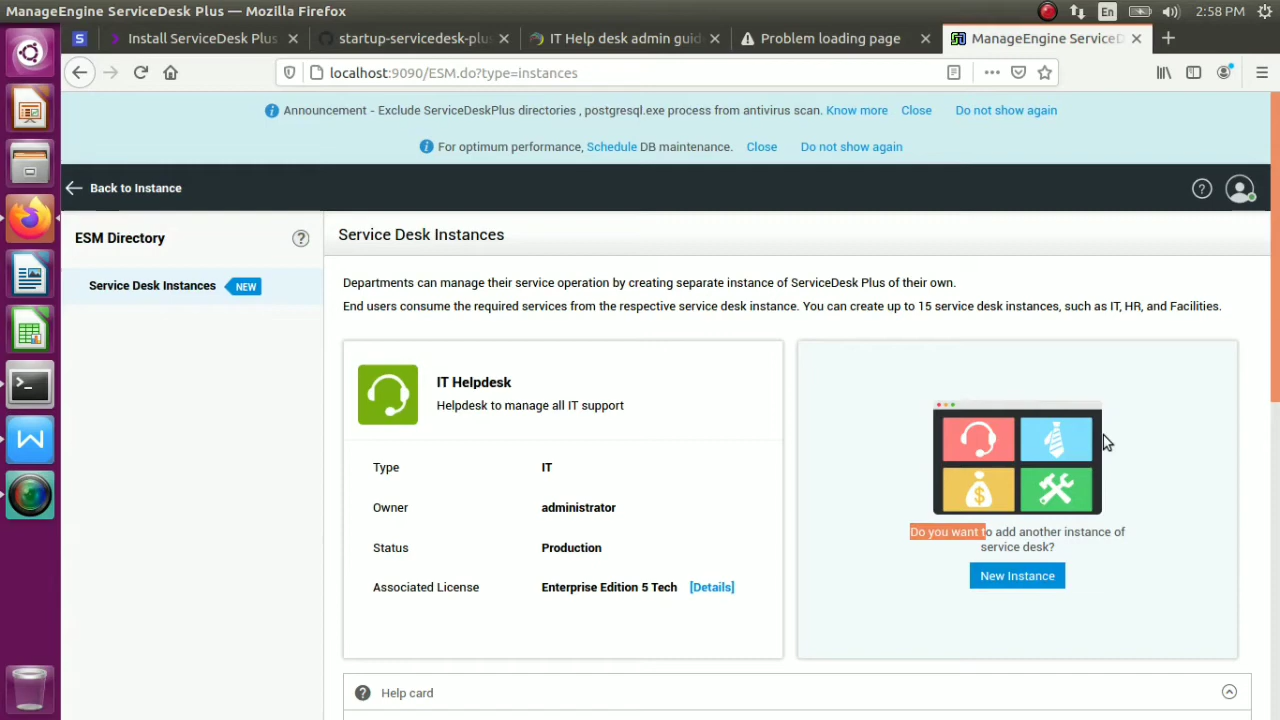 ManageEngine ServiceDesk Plus — Mozilla Firefox
En
2:58 PM
S
Install ServiceDesk Plus
startup-servicedesk-plus
IT Help desk admin guid
Problem loading page
ManageEngine ServiceD
localhost:9090/ESM.do?type=instances
Announcement - Exclude ServiceDeskPlus directories , postgresql.exe process from antivirus scan. Know more Close Do not show again
For optimum performance, Schedule DB maintenance. Close Do not show again
Back to Instance
ESM Directory
Service Desk Instances NEW
Service Desk Instances
Departments can manage their service operation by creating separate instance of ServiceDesk Plus of their own.
End users consume the required services from the respective service desk instance. You can create up to 15 service desk instances, such as IT, HR, and Facilities.
IT Helpdesk
Helpdesk to manage all IT support
Type IT
Owner administrator
Status Production
Associated License Enterprise Edition 5 Tech [Details]
Do you want to add another instance of
service desk?
New Instance
Help card